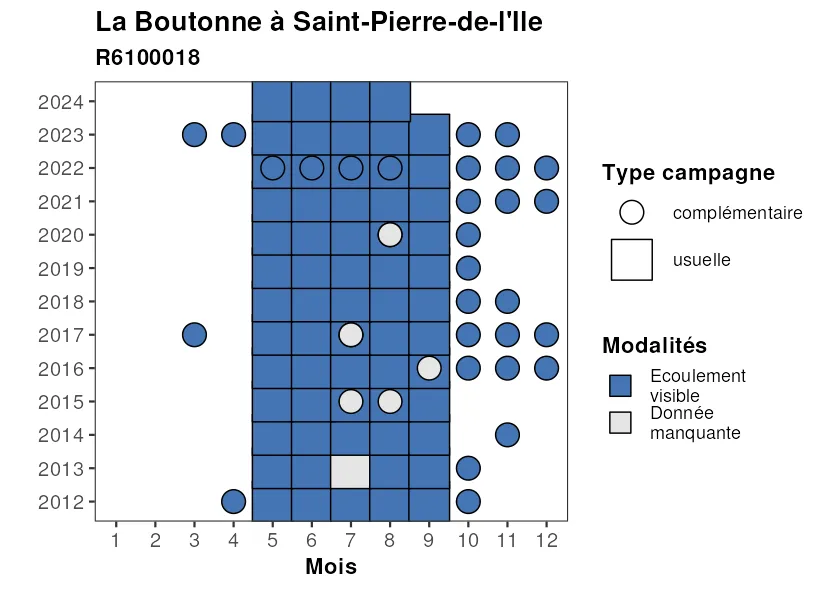 La Boutonne à Saint-Pierre-de-l'Ile
R6100018
2024
2023
2022
2021
2020
2019
2018
2017
2016
2015
2014
2013
2012
1 2 3 4 5 6 7 8 9 10 11 12
Mois
Type campagne
complémentaire
usuelle
Modalités
Ecoulement
visible
Donnée
manquante